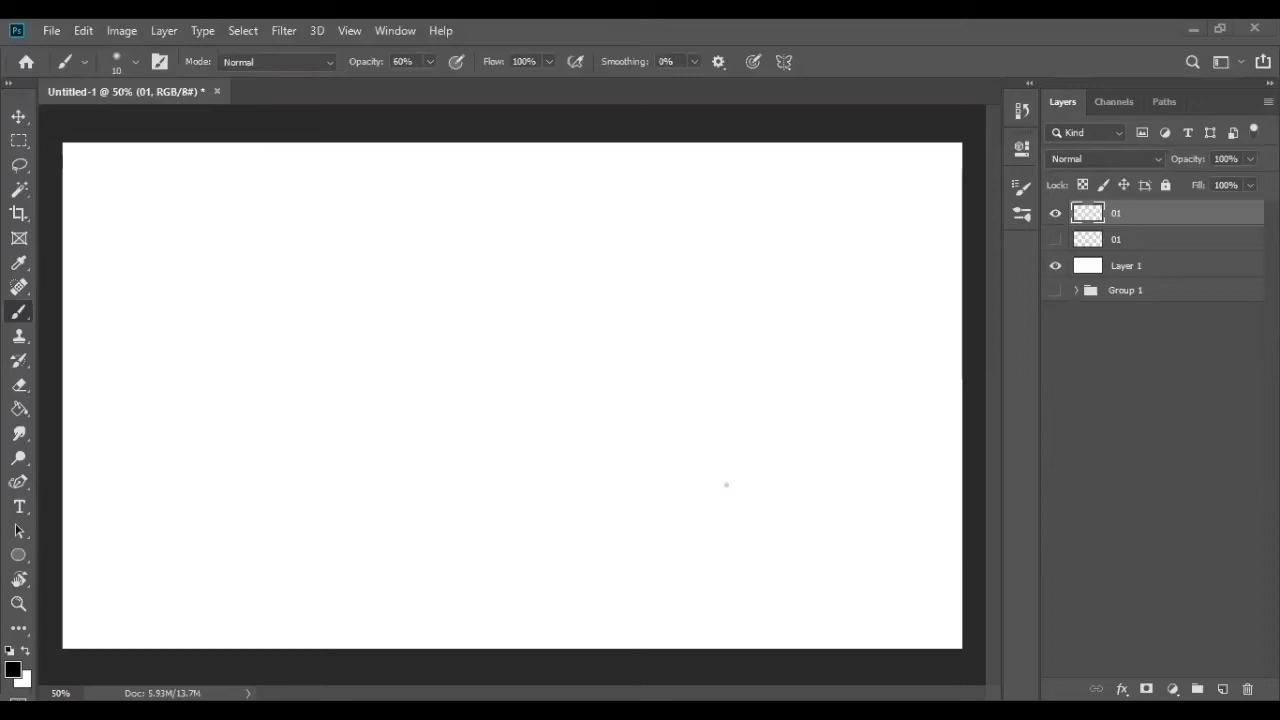 Ps File Edit Image Layer Type Select Filter 3D View Window Help
10 Mode: Normal Opacity: 60% Flow: 100% Smoothing: 0%
Untitled-1 @ 50% (01, RGB/8#) * ×
Layers Channels Paths
Kind
Normal Opacity: 100%
Lock: Fill: 100%
01
01
Layer 1
Group 1
50% Doc: 5.93M/13.7M